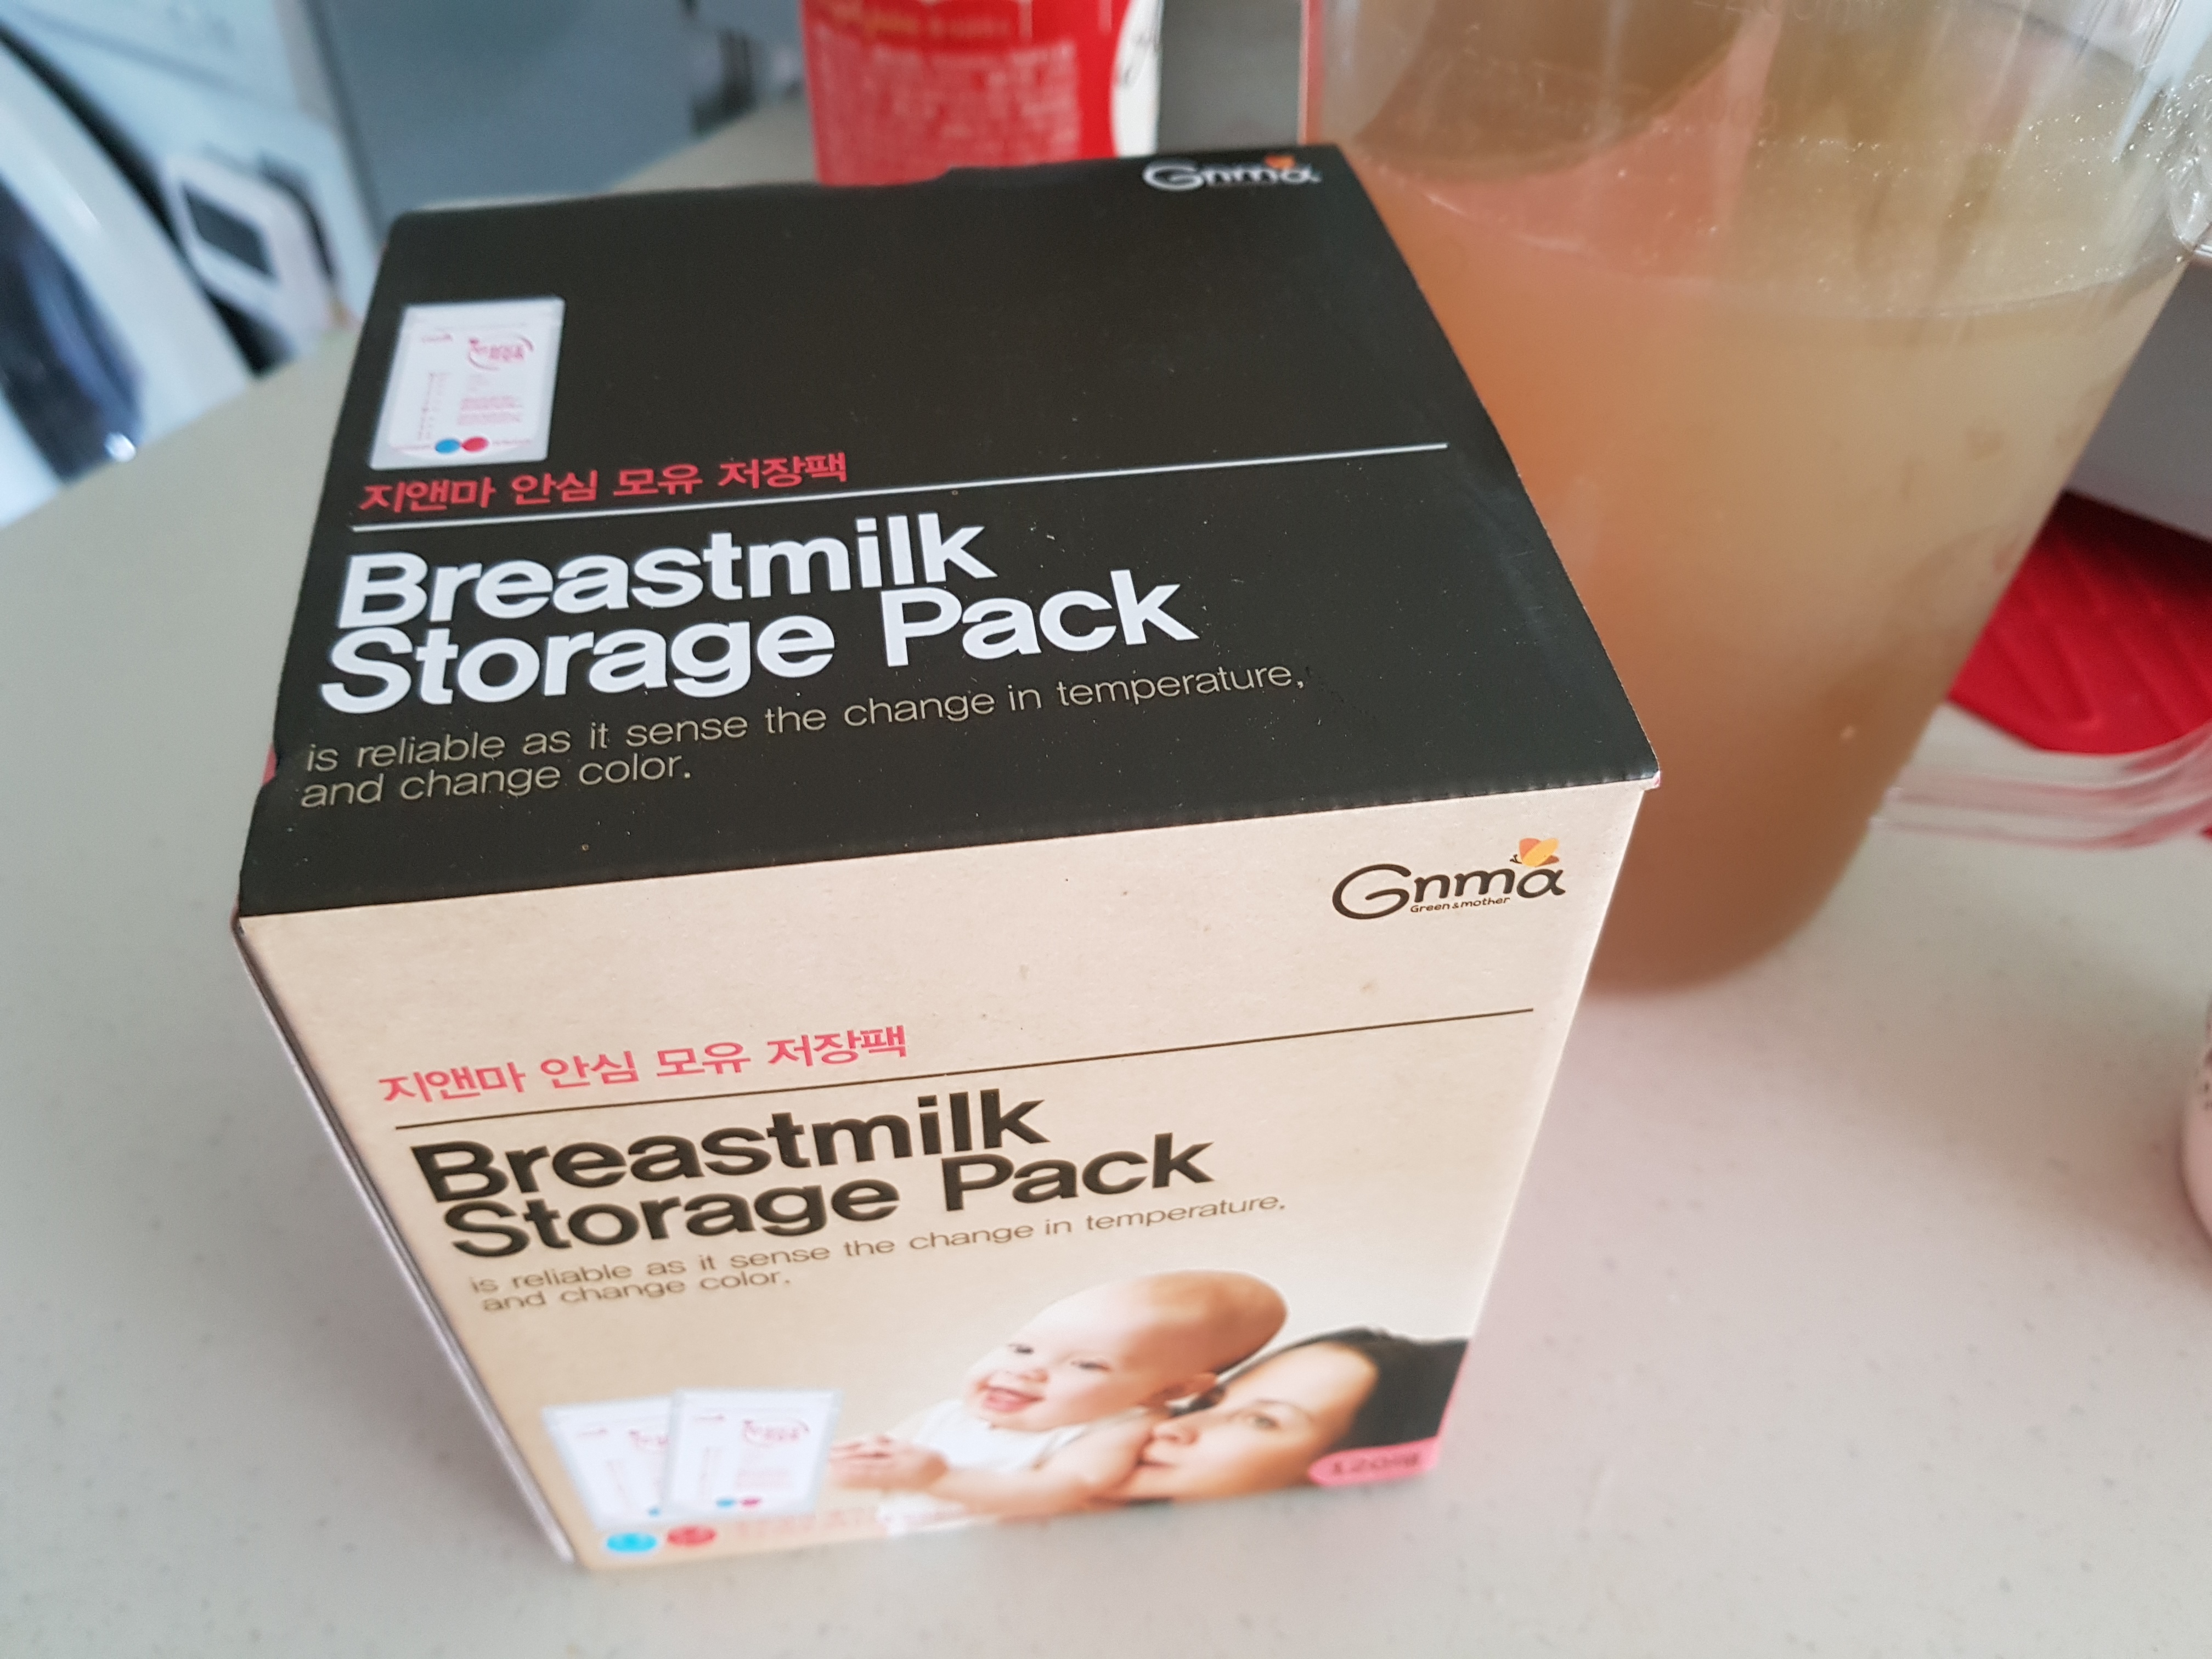 Gnmα
지앤마 안심 모유 저장팩
Breastmilk
Storage Pack
is reliable as it sense the change in temperature,
and change color.
Gnmα
Green & mother
지앤마 안심 모유 저장팩
Breastmilk
Storage Pack
is reliable as it sense the change in temperature,
and change color.